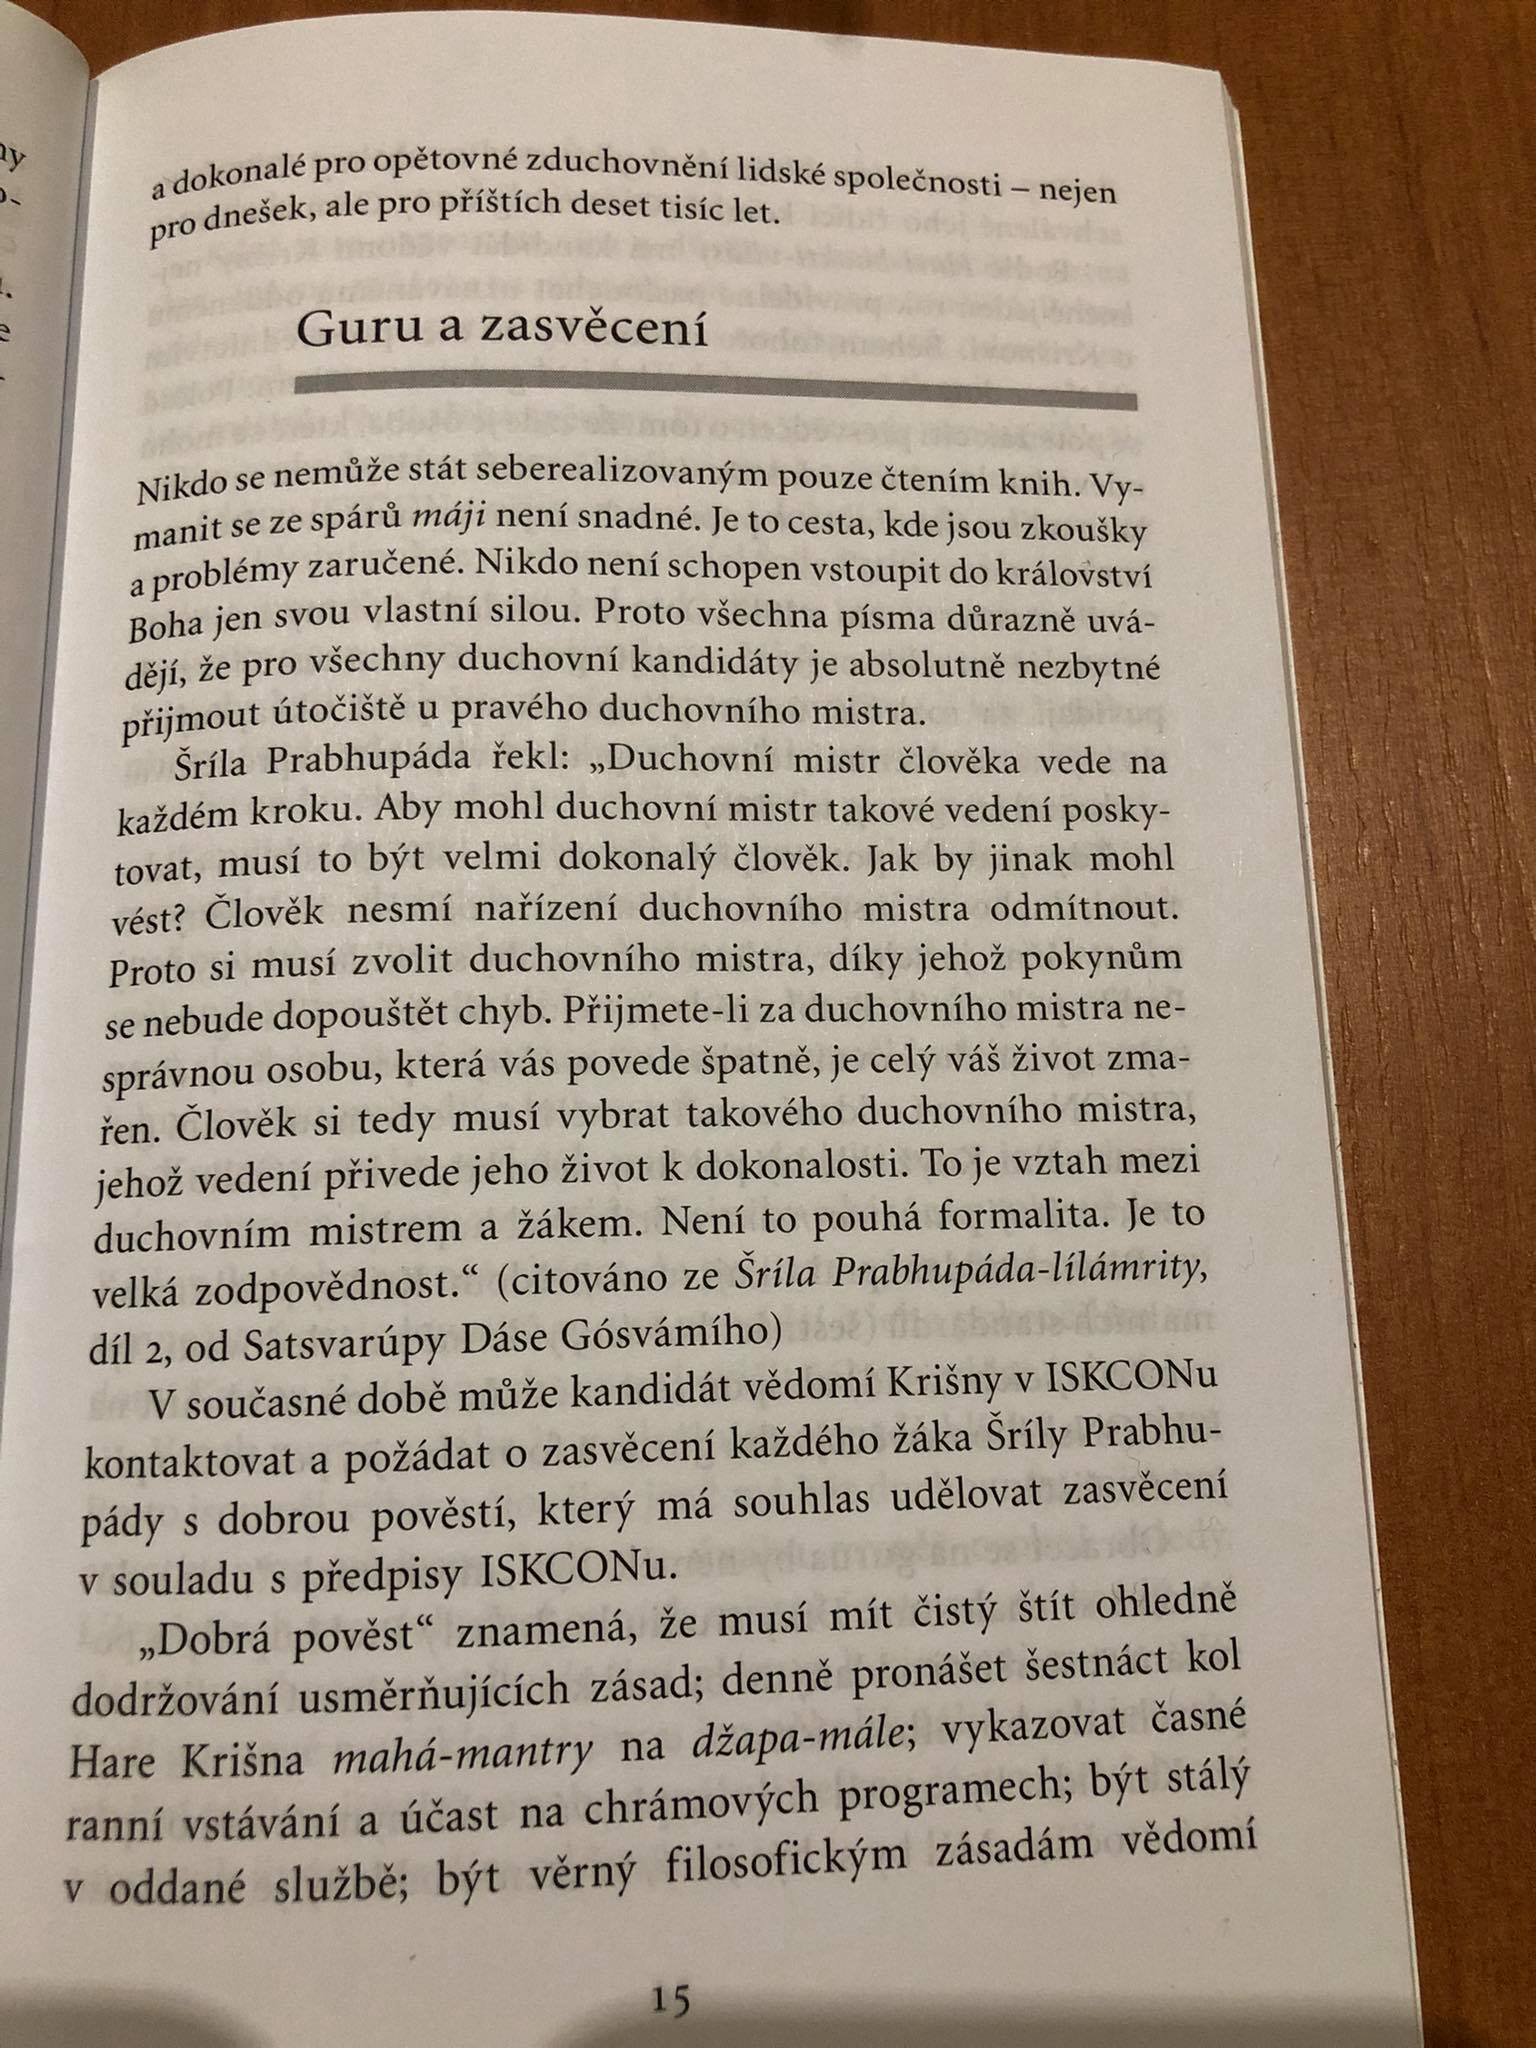 a dokonalé pro opětovné zduchovnění lidské společnosti – nejen
pro dnešek, ale pro příštích deset tisíc let.
Guru a zasvěcení
Nikdo se nemůže stát seberealizovaným pouze čtením knih. Vy-
manit se ze spárů máji není snadné. Je to cesta, kde jsou zkoušky
a problémy zaručené. Nikdo není schopen vstoupit do království
Boha jen svou vlastní silou. Proto všechna písma důrazně uvá-
dějí, že pro všechny duchovní kandidáty je absolutně nezbytné
přijmout útočiště u pravého duchovního mistra.
Šríla Prabhupáda řekl: „Duchovní mistr člověka vede na
každém kroku. Aby mohl duchovní mistr takové vedení posky-
tovat, musí to být velmi dokonalý člověk. Jak by jinak mohl
vést? Člověk nesmí nařízení duchovního mistra odmítnout.
Proto si musí zvolit duchovního mistra, díky jehož pokynům
se nebude dopouštět chyb. Přijmete-li za duchovního mistra ne-
správnou osobu, která vás povede špatně, je celý váš život zma-
řen. Člověk si tedy musí vybrat takového duchovního mistra,
jehož vedení přivede jeho život k dokonalosti. To je vztah mezi
duchovním mistrem a žákem. Není to pouhá formalita. Je to
velká zodpovědnost.“ (citováno ze Šríla Prabhupáda-lílámrity,
díl 2, od Satsvarúpy Dáse Gósvámího)
V současné době může kandidát vědomí Krišny v ISKCONu
kontaktovat a požádat o zasvěcení každého žáka Šríly Prabhu-
pády s dobrou pověstí, který má souhlas udělovat zasvěcení
v souladu s předpisy ISKCONu.
„Dobrá pověst“ znamená, že musí mít čistý štít ohledně
dodržování usměrňujících zásad; denně pronášet šestnáct kol
Hare Krišna mahá-mantry na džapa-mále; vykazovat časné
ranní vstávání a účast na chrámových programech; být stálý
v oddané službě; být věrný filosofickým zásadám vědomí
15